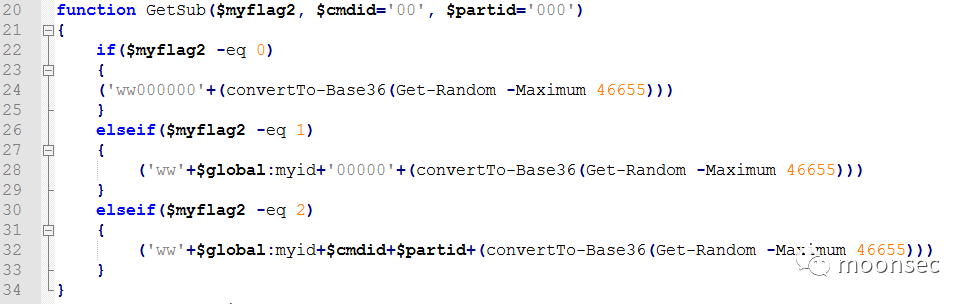 20 function GetSub($myflag2, $cmdid='00', $partid='000')
21 {
22 if($myflag2 -eq 0)
23 {
24 ('ww000000'+(convertTo-Base36(Get-Random -Maximum 46655)))
25 }
26 elseif($myflag2 -eq 1)
27 {
28 ('ww'+$global:myid+'00000'+(convertTo-Base36(Get-Random -Maximum 46655)))
29 }
30 elseif($myflag2 -eq 2)
31 {
32 ('ww'+$global:myid+$cmdid+$partid+(convertTo-Base36(Get-Random -Maximum 46655)))
33 }
34 }
moonsec